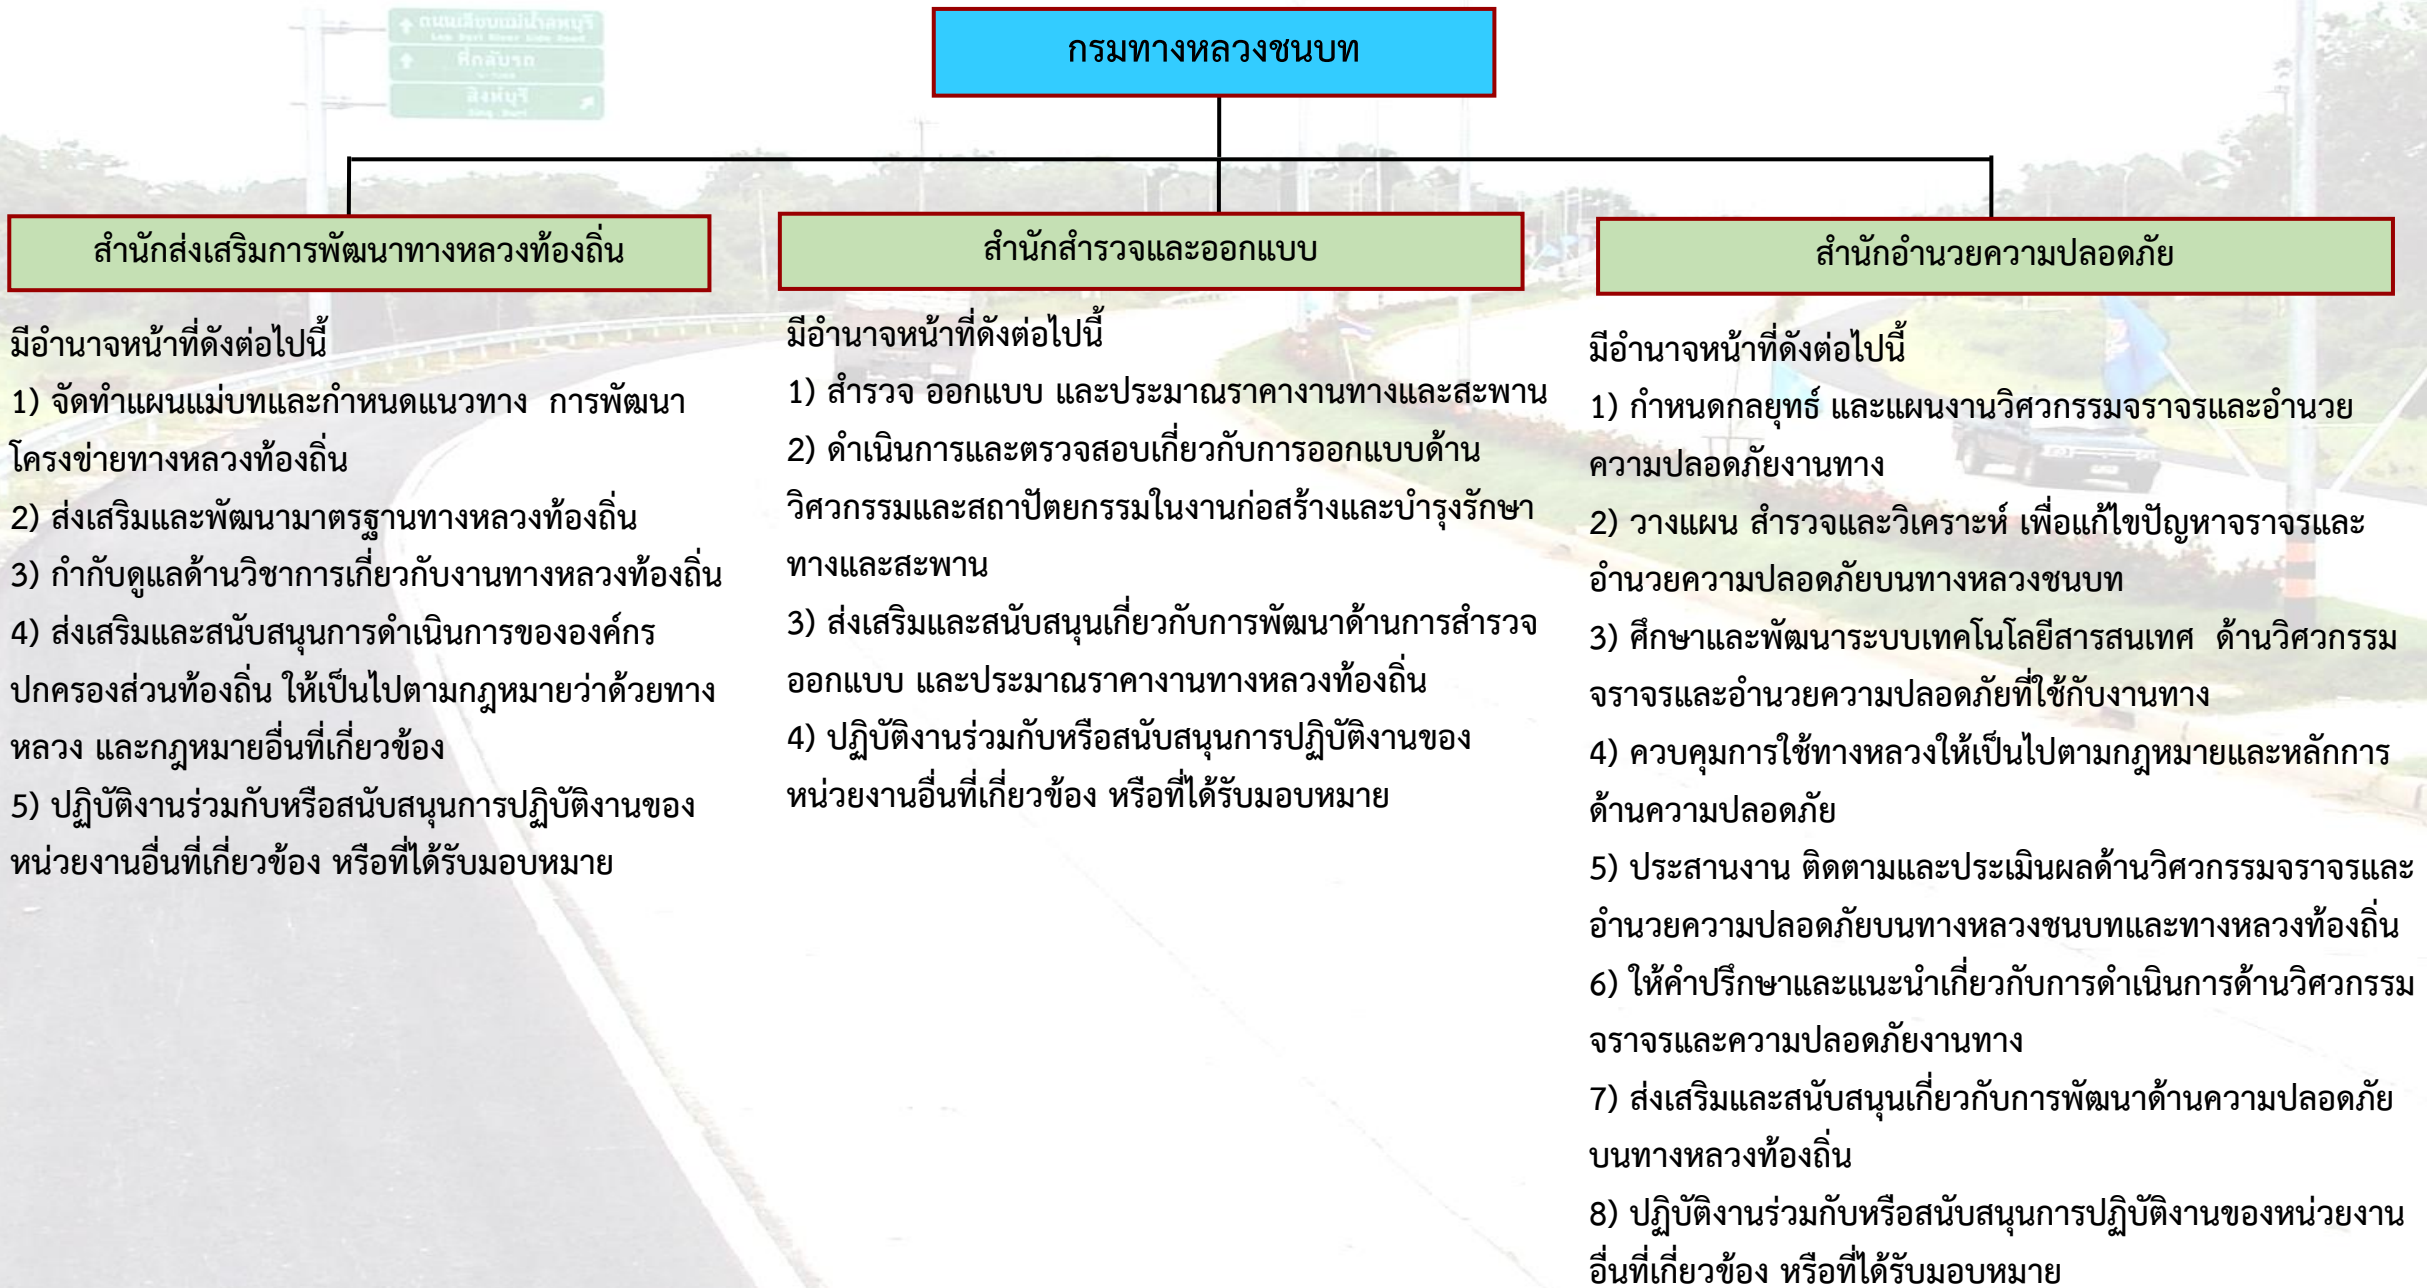 ถนนเลียบแม่น้ำลพบุรี
Lop Buri River Side Road
ที่กลับรถ
U-TURN
สิงห์บุรี
Sing Buri
กรมทางหลวงชนบท
สำนักส่งเสริมการพัฒนาทางหลวงท้องถิ่น
มีอำนาจหน้าที่ดังต่อไปนี้
1) จัดทำแผนแม่บทและกำหนดแนวทาง การพัฒนา
โครงข่ายทางหลวงท้องถิ่น
2) ส่งเสริมและพัฒนามาตรฐานทางหลวงท้องถิ่น
3) กำกับดูแลด้านวิชาการเกี่ยวกับงานทางหลวงท้องถิ่น
4) ส่งเสริมและสนับสนุนการดำเนินการขององค์กร
ปกครองส่วนท้องถิ่น ให้เป็นไปตามกฎหมายว่าด้วยทาง
หลวง และกฎหมายอื่นที่เกี่ยวข้อง
5) ปฏิบัติงานร่วมกับหรือสนับสนุนการปฏิบัติงานของ
หน่วยงานอื่นที่เกี่ยวข้อง หรือที่ได้รับมอบหมาย
สำนักสำรวจและออกแบบ
มีอำนาจหน้าที่ดังต่อไปนี้
1) สำรวจ ออกแบบ และประมาณราคางานทางและสะพาน
2) ดำเนินการและตรวจสอบเกี่ยวกับการออกแบบด้าน
วิศวกรรมและสถาปัตยกรรมในงานก่อสร้างและบำรุงรักษา
ทางและสะพาน
3) ส่งเสริมและสนับสนุนเกี่ยวกับการพัฒนาด้านการสำรวจ
ออกแบบ และประมาณราคางานทางหลวงท้องถิ่น
4) ปฏิบัติงานร่วมกับหรือสนับสนุนการปฏิบัติงานของ
หน่วยงานอื่นที่เกี่ยวข้อง หรือที่ได้รับมอบหมาย
สำนักอำนวยความปลอดภัย
มีอำนาจหน้าที่ดังต่อไปนี้
1) กำหนดกลยุทธ์ และแผนงานวิศวกรรมจราจรและอำนวย
ความปลอดภัยงานทาง
2) วางแผน สำรวจและวิเคราะห์ เพื่อแก้ไขปัญหาจราจรและ
อำนวยความปลอดภัยบนทางหลวงชนบท
3) ศึกษาและพัฒนาระบบเทคโนโลยีสารสนเทศ ด้านวิศวกรรม
จราจรและอำนวยความปลอดภัยที่ใช้กับงานทาง
4) ควบคุมการใช้ทางหลวงให้เป็นไปตามกฎหมายและหลักการ
ด้านความปลอดภัย
5) ประสานงาน ติดตามและประเมินผลด้านวิศวกรรมจราจรและ
อำนวยความปลอดภัยบนทางหลวงชนบทและทางหลวงท้องถิ่น
6) ให้คำปรึกษาและแนะนำเกี่ยวกับการดำเนินการด้านวิศวกรรม
จราจรและความปลอดภัยงานทาง
7) ส่งเสริมและสนับสนุนเกี่ยวกับการพัฒนาด้านความปลอดภัย
บนทางหลวงท้องถิ่น
8) ปฏิบัติงานร่วมกับหรือสนับสนุนการปฏิบัติงานของหน่วยงาน
อื่นที่เกี่ยวข้อง หรือที่ได้รับมอบหมาย